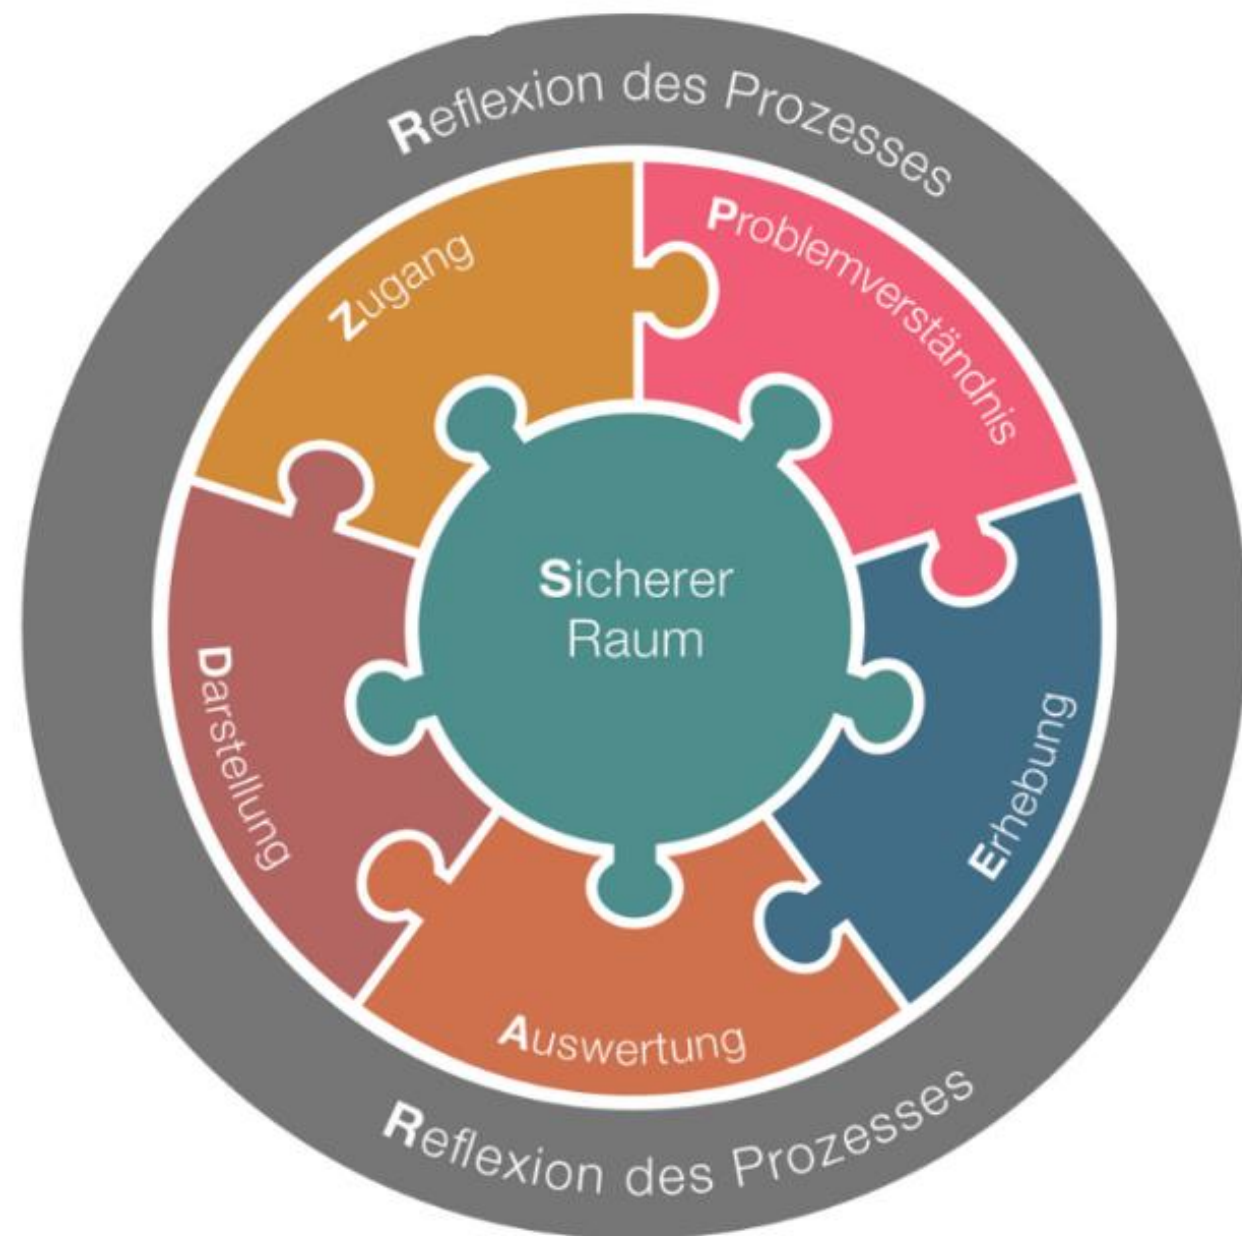 Reflexion des Prozesses
Zugang
Problemverständnis
Sicherer
Raum
Darstellung
Erhebung
Auswertung
Reflexion des Prozesses